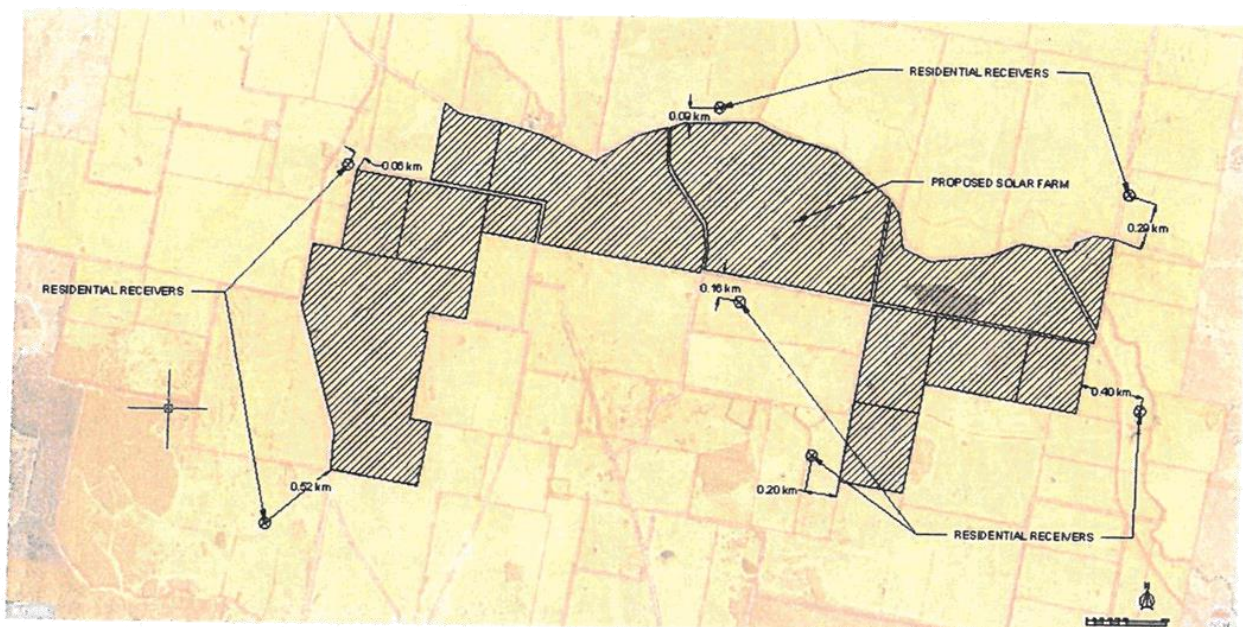 RESIDENTIAL RECEIVERS
0.09 km
0.06 km
PROPOSED SOLAR FARM
0.29 km
RESIDENTIAL RECEIVERS
0.16 km
0.40 km
0.52 km
0.20 km
RESIDENTIAL RECEIVERS
N